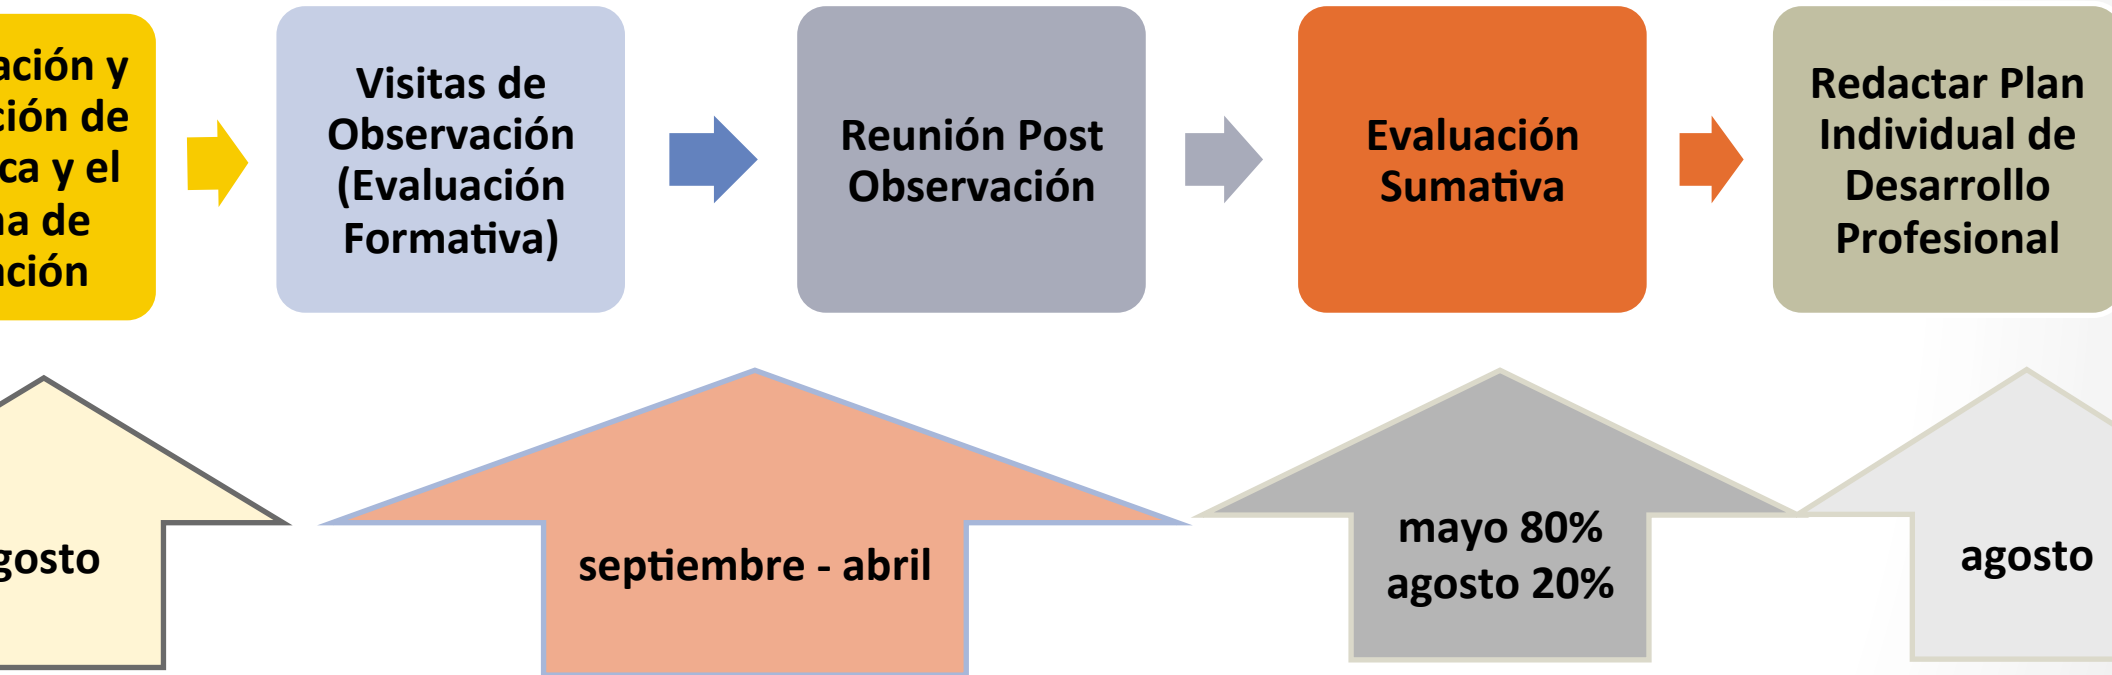 ación y
ción de
ca y el
na de
ación
Visitas de
Observación
(Evaluación
Formativa)
Reunión Post
Observación
Evaluación
Sumativa
Redactar Plan
Individual de
Desarrollo
Profesional
gosto
septiembre - abril
mayo 80%
agosto 20%
agosto